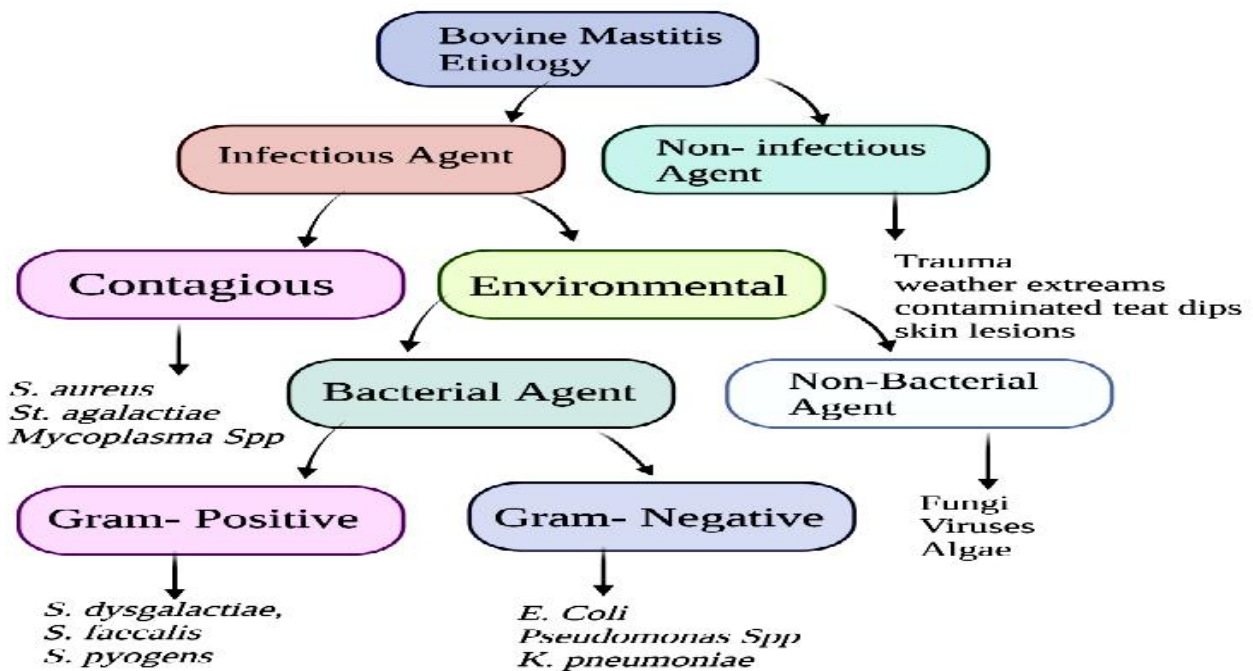 Bovine Mastitis
Etiology
Infectious Agent
Non- infectious
Agent
Contagious
Environmental
Trauma
weather extreams
contaminated teat dips
skin lesions
S. aureus
St. agalactiae
Mycoplasma Spp
Bacterial Agent
Non-Bacterial
Agent
Gram- Positive
Gram- Negative
Fungi
Viruses
Algae
S. dysgalactiae,
S. faccalis
S. pyogens
E. Coli
Pseudomonas Spp
K. pneumoniae